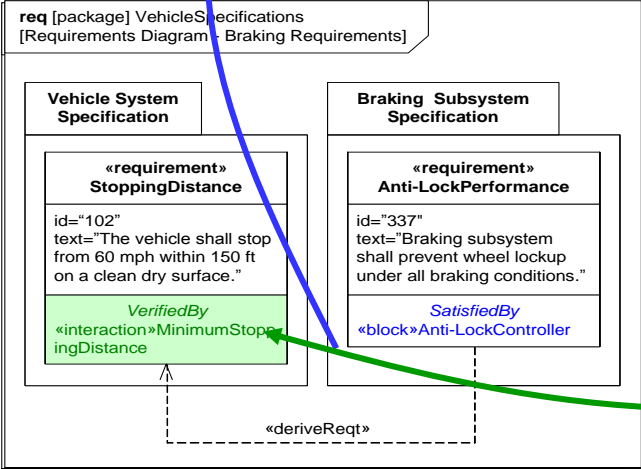 req [package] VehicleSpecifications
[Requirements Diagram - Braking Requirements]
Vehicle System
Specification
Braking Subsystem
Specification
«requirement»
StoppingDistance
id=“102”
text=”The vehicle shall stop
from 60 mph within 150 ft
on a clean dry surface.”
VerifiedBy
«interaction»MinimumStopp
ingDistance
«requirement»
Anti-LockPerformance
id=”337"
text=”Braking subsystem
shall prevent wheel lockup
under all braking conditions.”
SatisfiedBy
«block»Anti-LockController
«deriveReqt»